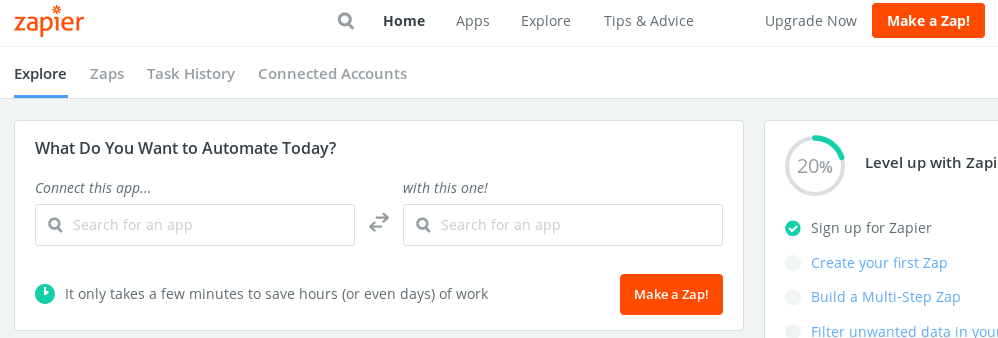 zapier
Home Apps Explore Tips & Advice Upgrade Now Make a Zap!
Explore Zaps Task History Connected Accounts
What Do You Want to Automate Today?
Connect this app... with this one!
Search for an app Search for an app
It only takes a few minutes to save hours (or even days) of work Make a Zap!
20% Level up with Zapi
Sign up for Zapier
Create your first Zap
Build a Multi-Step Zap
Filter unwanted data in your